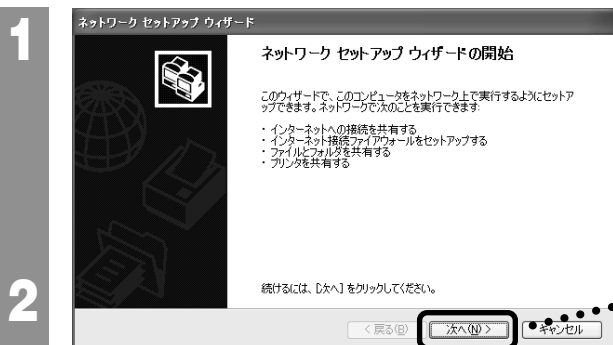 1
ネットワーク セットアップ ウィザード
ネットワーク セットアップ ウィザードの開始
このウィザードで、このコンピュータをネットワーク上で実行するようにセットア
ップできます。ネットワークで次のことを実行できます:
・ インターネットへの接続を共有する
・ インターネット接続ファイアウォールをセットアップする
・ ファイルとフォルダを共有する
・ プリンタを共有する
2
続けるには、[次へ] をクリックしてください。
< 戻る(B)
次へ(N) >
キャンセル